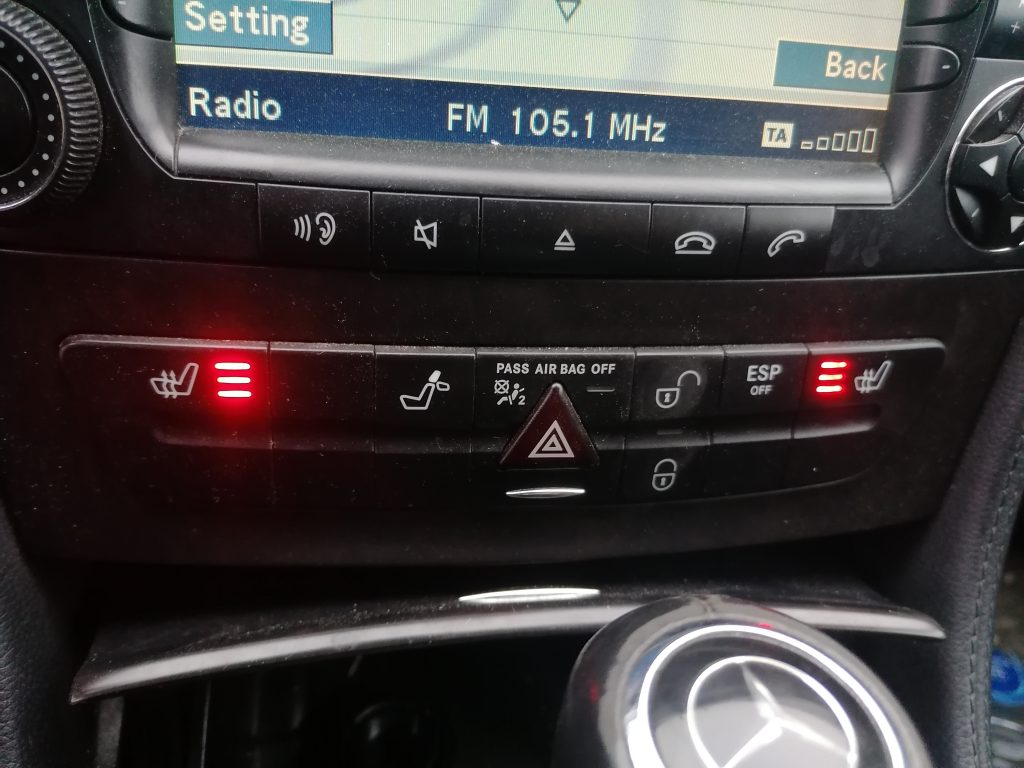 Setting
Back
Radio FM 105.1 MHz TA
PASS AIR BAG OFF
2
ESP
OFF